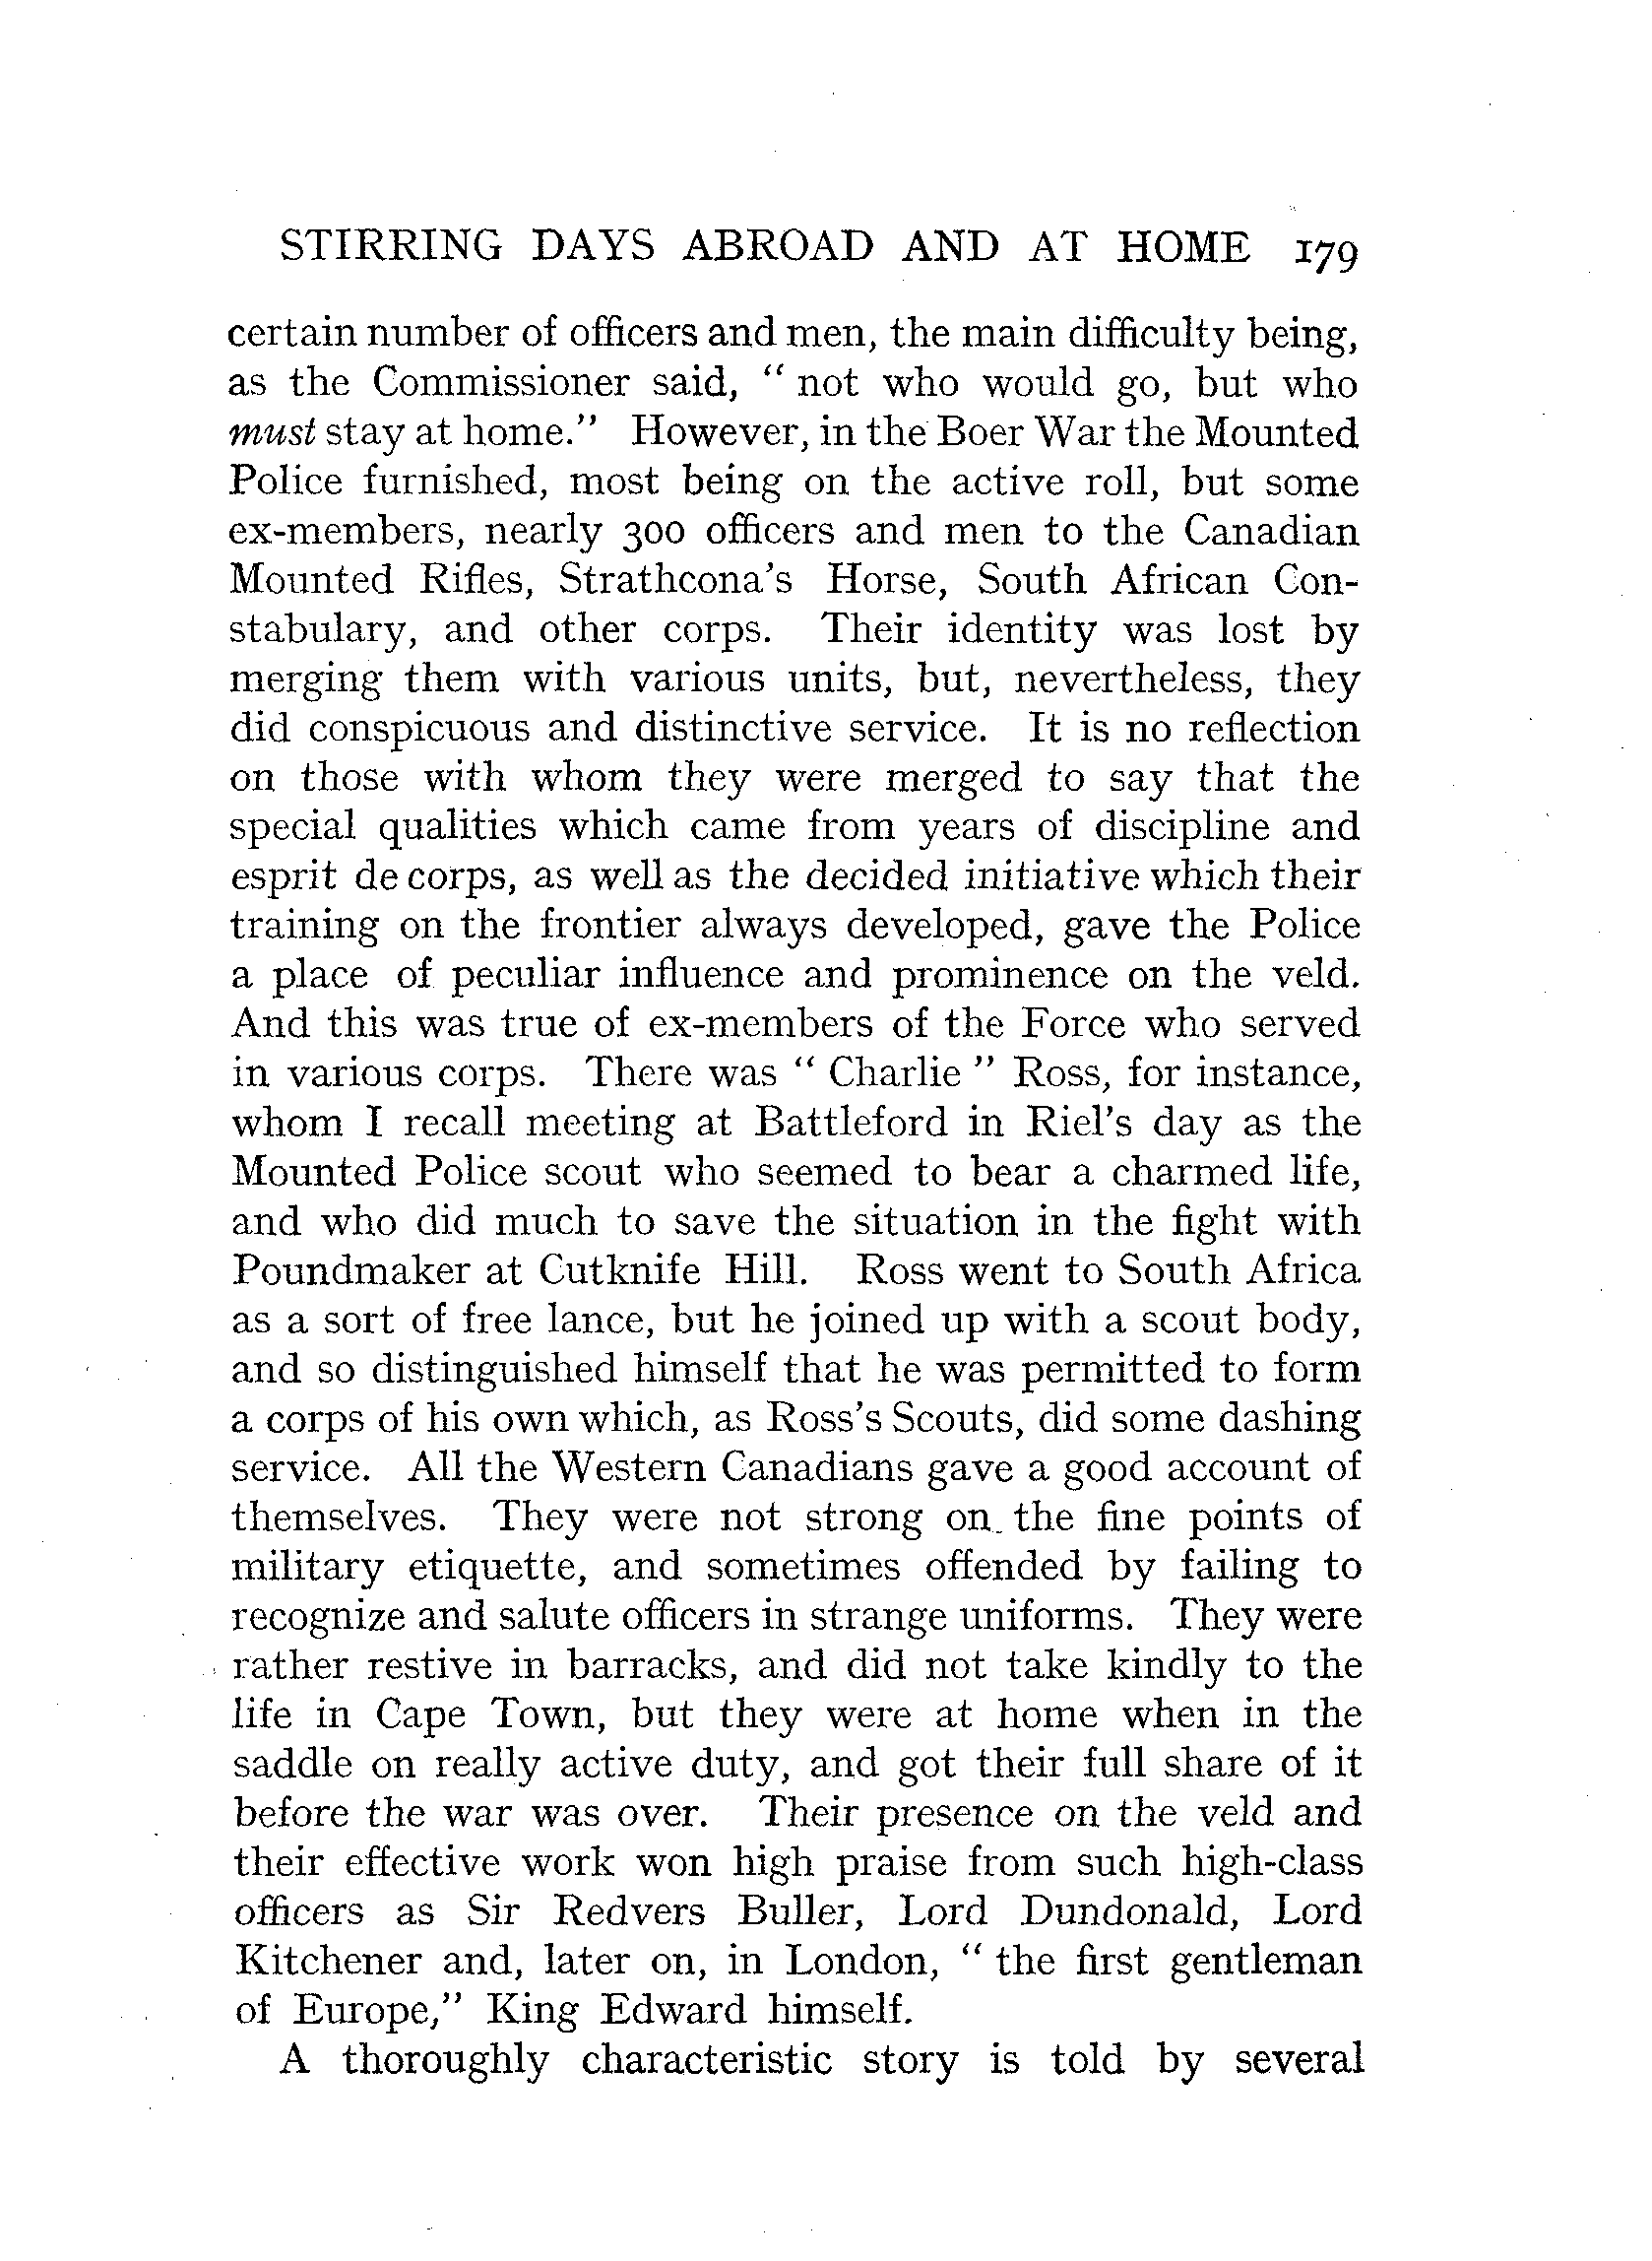 STIRRING DAYS ABROAD AND AT HOME 179
certain number of officers and men, the main difficulty being,
as the Commissioner said, “ not who would go, but who
must stay at home.” However, in the Boer War the Mounted
Police furnished, most being on the active roll, but some
ex-members, nearly 300 officers and men to the Canadian
Mounted Rifles, Strathcona's Horse, South African Con-
stabulary, and other corps. Their identity was lost by
merging them with various units, but, nevertheless, they
did conspicuous and distinctive service. It is no reflection
on those with whom they were merged to say that the
special qualities which came from years of discipline and
esprit de corps, as well as the decided initiative which their
training on the frontier always developed, gave the Police
a place of peculiar influence and prominence on the veld.
And this was true of ex-members of the Force who served
in various corps. There was “ Charlie ” Ross, for instance,
whom I recall meeting at Battleford in Riel's day as the
Mounted Police scout who seemed to bear a charmed life,
and who did much to save the situation in the fight with
Poundmaker at Cutknife Hill. Ross went to South Africa
as a sort of free lance, but he joined up with a scout body,
and so distinguished himself that he was permitted to form
a corps of his own which, as Ross's Scouts, did some dashing
service. All the Western Canadians gave a good account of
themselves. They were not strong on the fine points of
military etiquette, and sometimes offended by failing to
recognize and salute officers in strange uniforms. They were
rather restive in barracks, and did not take kindly to the
life in Cape Town, but they were at home when in the
saddle on really active duty, and got their full share of it
before the war was over. Their presence on the veld and
their effective work won high praise from such high-class
officers as Sir Redvers Buller, Lord Dundonald, Lord
Kitchener and, later on, in London, “ the first gentleman
of Europe,” King Edward himself.
A thoroughly characteristic story is told by several